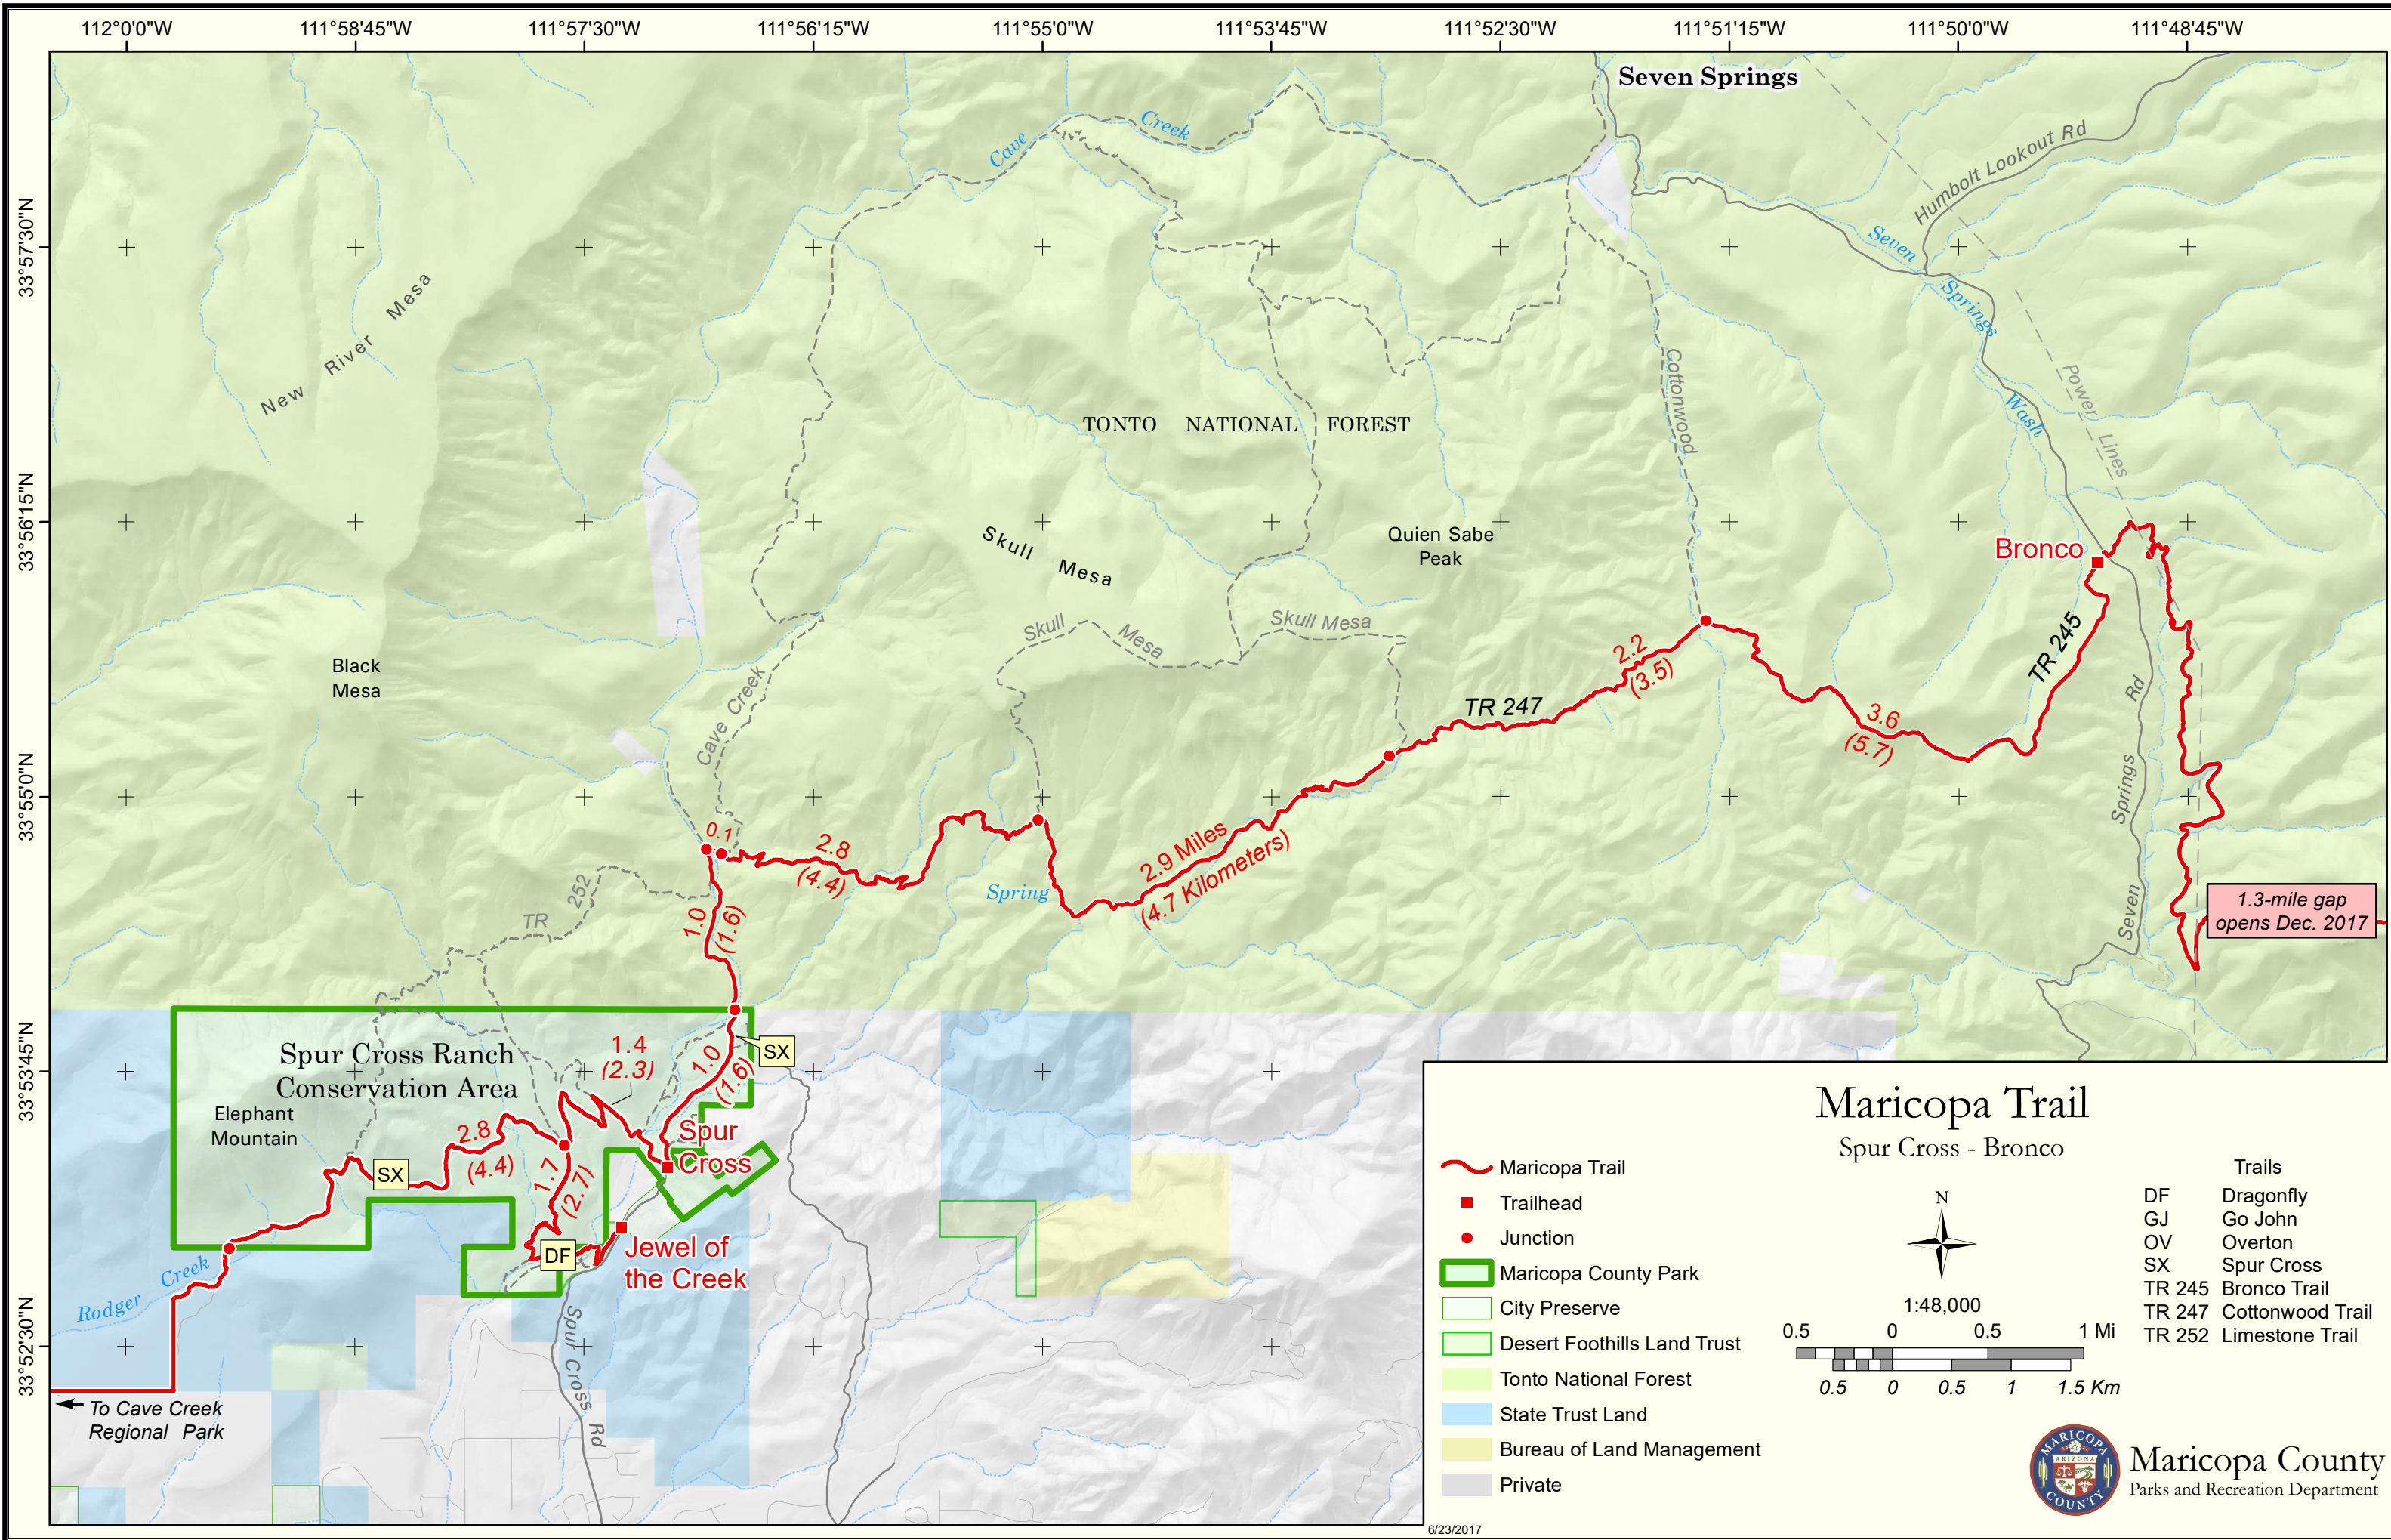 112°0'0"W
111°58'45"W
111°57'30"W
111°56'15"W
111°55'0"W
111°53'45"W
111°52'30"W
111°51'15"W
111°50'0"W
111°48'45"W
33°57'30"N
33°56'15"N
33°55'0"N
33°53'45"N
33°52'30"N
Seven Springs
Humbolt Lookout Rd
Cave Creek
Seven Springs Wash
New River Mesa
Power Lines
Cottonwood
TONTO NATIONAL FOREST
Skull Mesa
Quien Sabe
Peak
Bronco
Skull Mesa
Skull Mesa
TR 245
Black
Mesa
Cave Creek
2.2
(3.5)
TR 247
3.6
(5.7)
Seven Springs Rd
0.1
2.8
(4.4)
2.9 Miles
(4.7 Kilometers)
Spring
TR 252
1.0
(1.6)
1.3-mile gap
opens Dec. 2017
Spur Cross Ranch
Conservation Area
1.4
(2.3)
1.0
(1.6)
SX
Elephant
Mountain
2.8
(4.4)
SX
1.7
(2.7)
Spur
Cross
DF
Jewel of
the Creek
Rodger Creek
Spur Cross Rd
To Cave Creek
Regional Park
Maricopa Trail
Spur Cross - Bronco
Maricopa Trail
Trailhead
Junction
Maricopa County Park
City Preserve
Desert Foothills Land Trust
Tonto National Forest
State Trust Land
Bureau of Land Management
Private
N
1:48,000
0.5 0 0.5 1 Mi
0.5 0 0.5 1 1.5 Km
Trails
DF Dragonfly
GJ Go John
OV Overton
SX Spur Cross
TR 245 Bronco Trail
TR 247 Cottonwood Trail
TR 252 Limestone Trail
MARICOPA
ARIZONA
COUNTY
Maricopa County
Parks and Recreation Department
6/23/2017